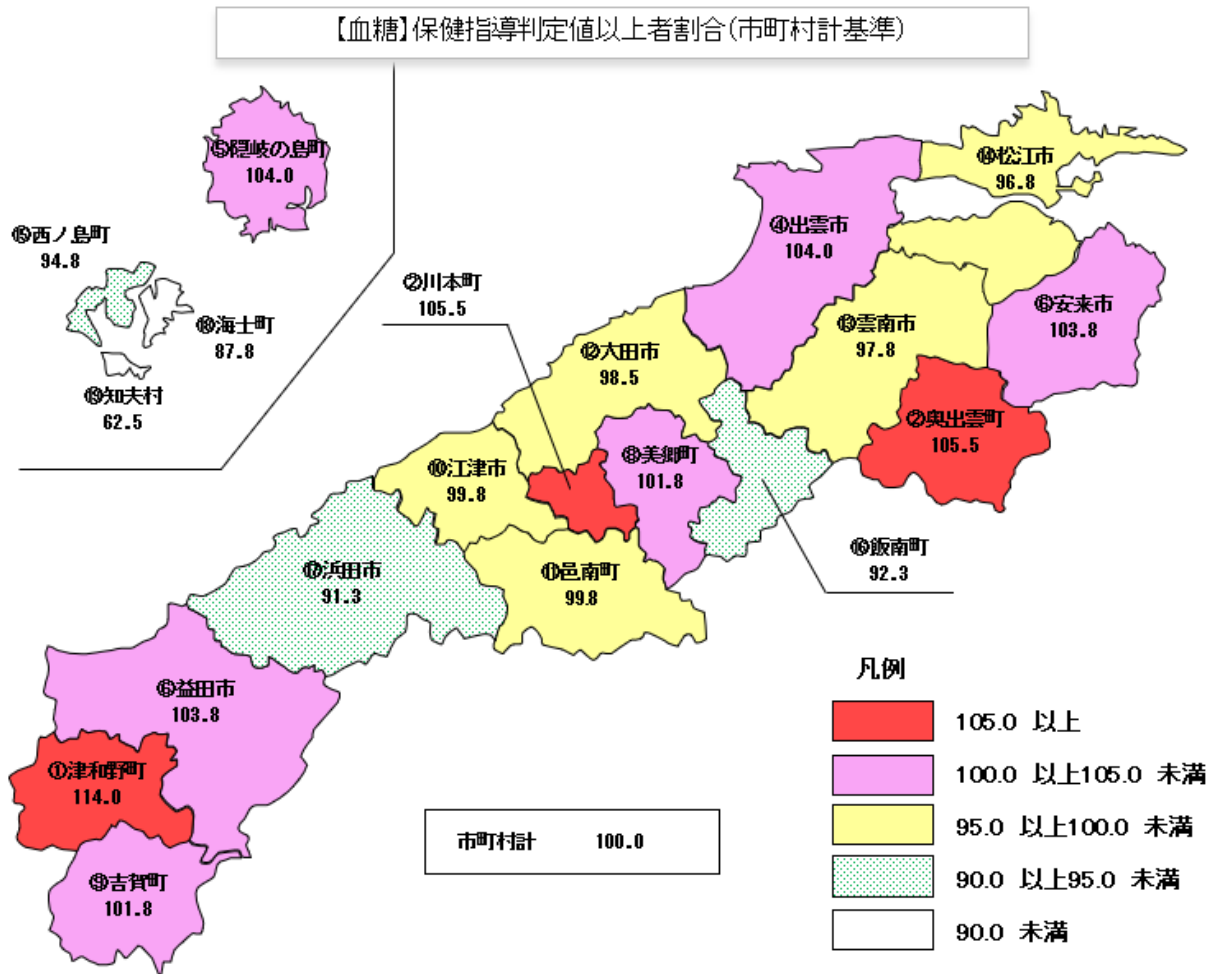 【血糖】保健指導判定値以上者割合(市町村計基準)
⑤隠岐の島町
104.0
⑭松江市
96.8
⑮西ノ島町
94.8
④出雲市
104.0
②川本町
105.5
⑱海士町
87.8
⑥安来市
103.8
⑬雲南市
97.8
⑫大田市
98.5
⑲知夫村
62.5
②奥出雲町
105.5
⑧美郷町
101.8
⑩江津市
99.8
⑯飯南町
92.3
⑰浜田市
91.3
⑪邑南町
99.8
⑥益田市
103.8
①津和野町
114.0
⑨吉賀町
101.8
市町村計 100.0
凡例
105.0 以上
100.0 以上105.0 未満
95.0 以上100.0 未満
90.0 以上95.0 未満
90.0 未満